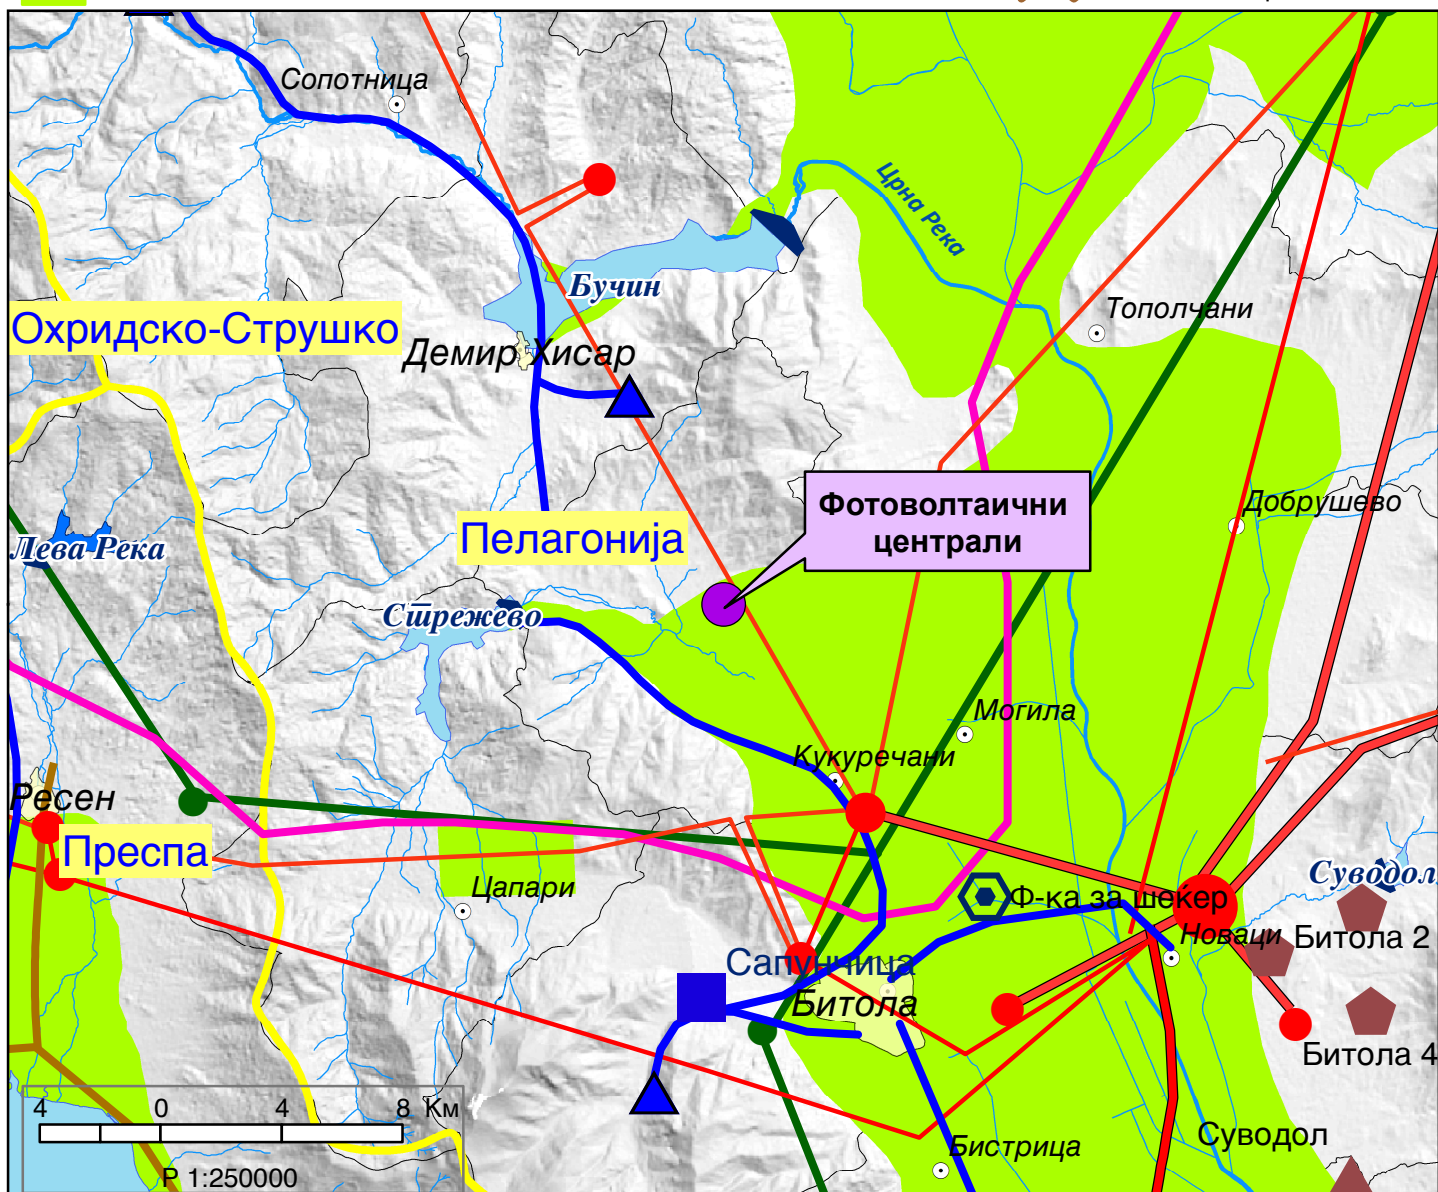 Сопотница
Црна Река
Бучин
Тополчани
Охридско-Струшко
Демир Хисар
Фотоволтаични
централи
Добрушево
Пелагонија
Лева Река
Стрежево
Могила
Кукуречани
Ресен
Преспа
Цапари
Суводол
Ф-ка за шеќер
Новаци
Битола 2
Сапунчица
Битола
Битола 4
4 0 4 8 Км
Суводол
Бистрица
Р 1:250000